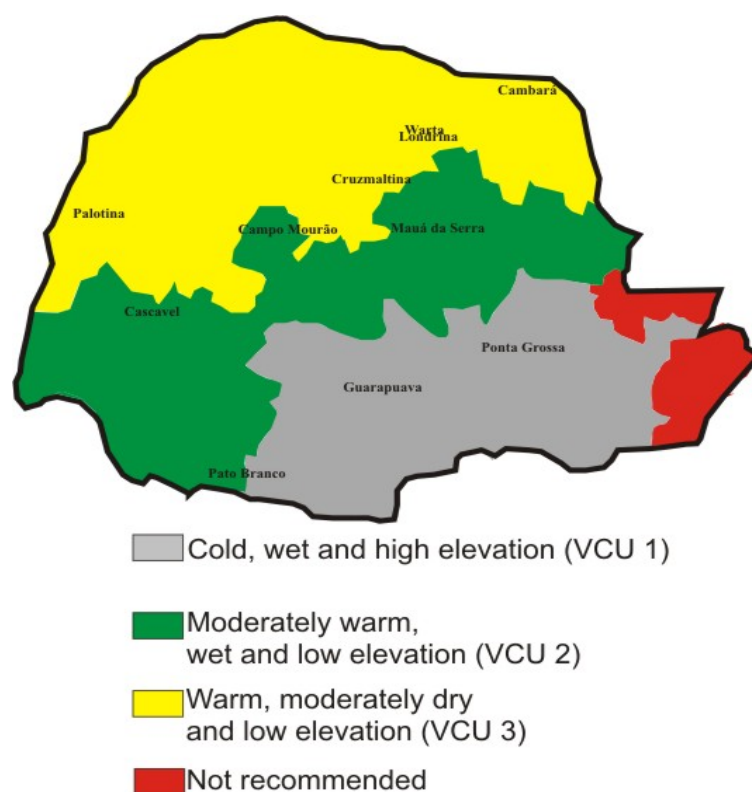 Cambará
Warta
Londrina
Cruzmaltina
Palotina
Campo Mourão
Mauá da Serra
Cascavel
Ponta Grossa
Guarapuava
Pato Branco
Cold, wet and high elevation (VCU 1)
Moderately warm,
wet and low elevation (VCU 2)
Warm, moderately dry
and low elevation (VCU 3)
Not recommended